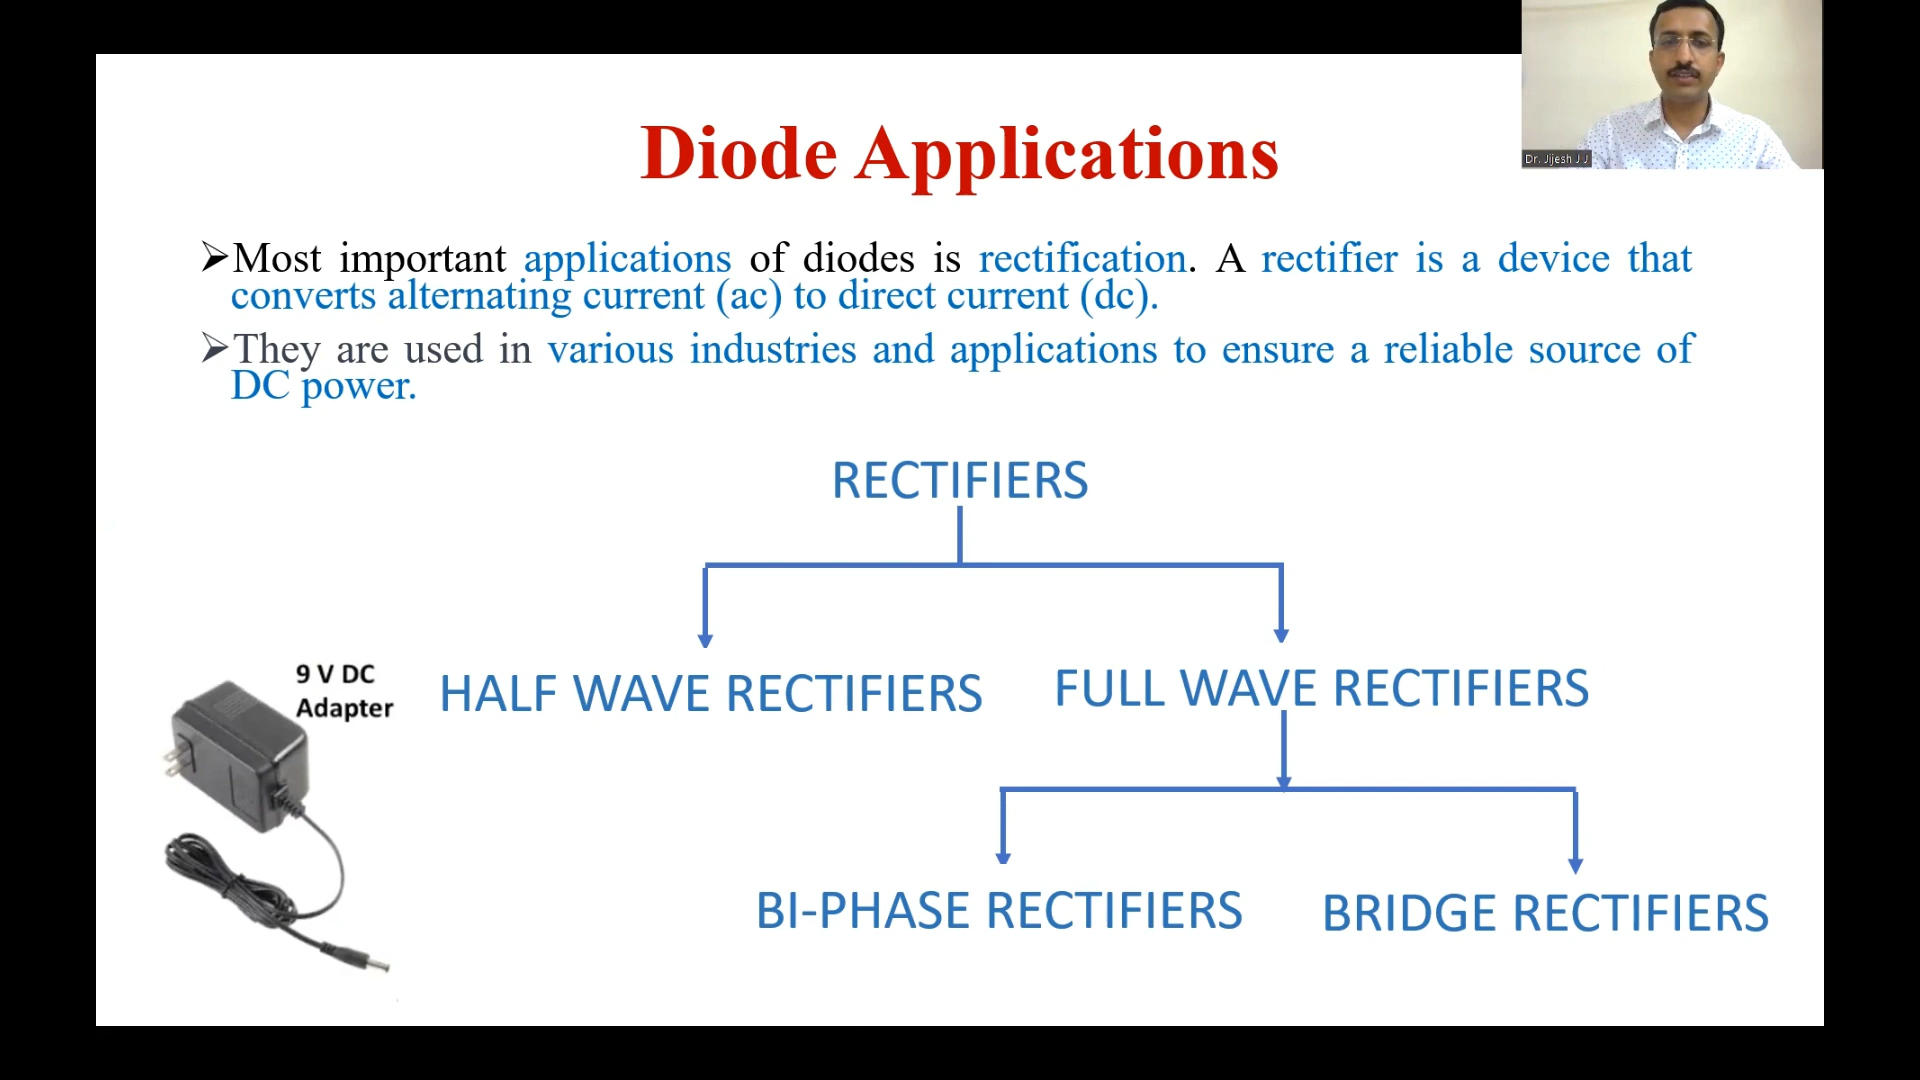 Dr. Jijesh J J
Diode Applications
➢Most important applications of diodes is rectification. A rectifier is a device that
converts alternating current (ac) to direct current (dc).
➢They are used in various industries and applications to ensure a reliable source of
DC power.
RECTIFIERS
9 V DC
Adapter
HALF WAVE RECTIFIERS
FULL WAVE RECTIFIERS
BI-PHASE RECTIFIERS
BRIDGE RECTIFIERS